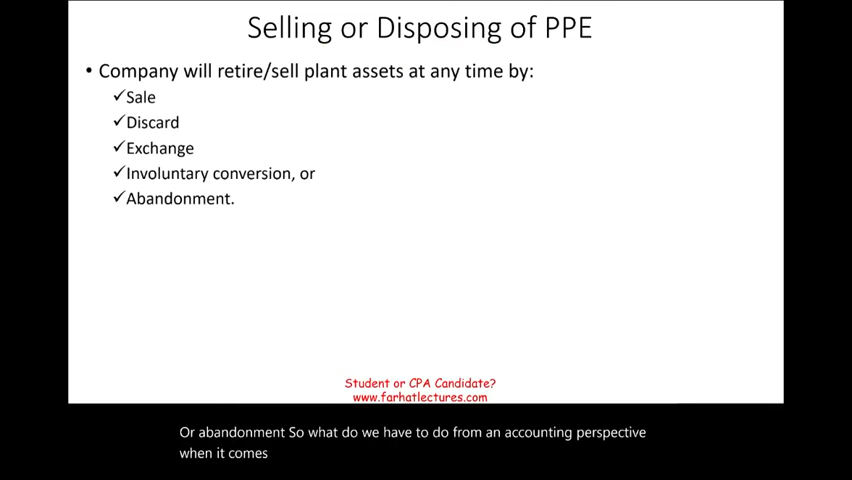 Selling or Disposing of PPE
• Company will retire/sell plant assets at any time by:
✓Sale
✓Discard
✓Exchange
✓Involuntary conversion, or
✓Abandonment.
Student or CPA Candidate?
www.farhatlectures.com
Or abandonment So what do we have to do from an accounting perspective
when it comes